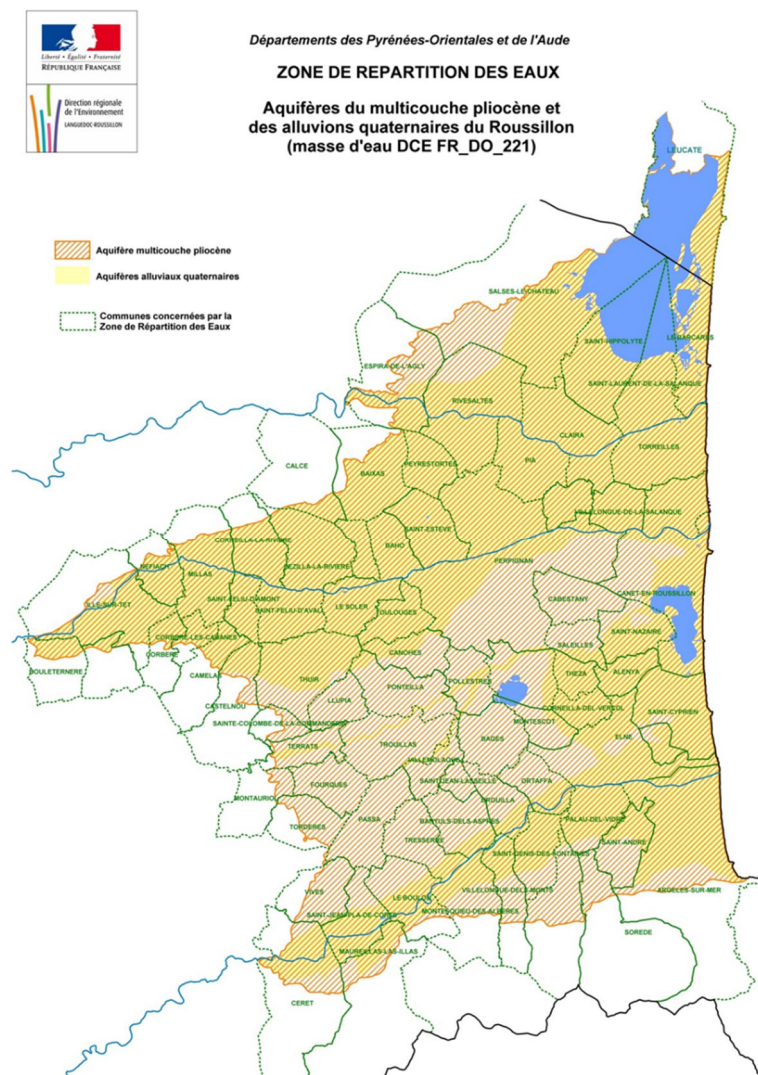 Liberté • Égalité • Fraternité
RÉPUBLIQUE FRANÇAISE
Direction régionale
de l'Environnement
LANGUEDOC-ROUSSILLON
Départements des Pyrénées-Orientales et de l'Aude
ZONE DE REPARTITION DES EAUX
Aquifères du multicouche pliocène et
des alluvions quaternaires du Roussillon
(masse d'eau DCE FR_DO_221)
Aquifère multicouche pliocène
Aquifères alluviaux quaternaires
Communes concernées par la
Zone de Répartition des Eaux
LEUCATE
SALSES-LE-CHATEAU
SAINT-HIPPOLYTE
LE-BARCARES
ESPIRA-DE-L'AGLY
SAINT-LAURENT-DE-LA-SALANQUE
RIVESALTES
CLAIRA
TORREILLES
PIA
CALCE
BAIXAS
PEYRESTORTES
VILLELONGUE-DE-LA-SALANQUE
SAINT-ESTEVE
BAHO
CORNEILLA-LA-RIVIERE
PERPIGNAN
NEFIACH
MILLAS
PEZILLA-LA-RIVIERE
CABESTANY
CANET-EN-ROUSSILLON
ILLE-SUR-TET
SAINT-FELIU-D'AMONT
SAINT-FELIU-D'AVAL
LE SOLER
TOULOUGES
SALEILLES
SAINT-NAZAIRE
CORBERE-LES-CABANES
CORBERE
CANOHES
BOULETERNERE
CAMELAS
THUIR
PONTEILLA
POLLESTRES
THEZA
ALENYA
CASTELNOU
LLUPIA
CORNEILLA-DEL-VERCOL
SAINT-CYPRIEN
SAINTE-COLOMBE-DE-LA-COMMANDERIE
MONTESCOT
TERRATS
TROUILLAS
BAGES
ELNE
VILLEMOLAQUE
FOURQUES
SAINT-JEAN-LASSEILLE
ORTAFFA
MONTAURIOL
BROUILLA
TORDERES
PASSA
BANYULS-DELS-ASPRES
PALAU-DEL-VIDRE
TRESSERRE
SAINT-ANDRE
SAINT-GENIS-DES-FONTAINES
VIVES
LE BOULOU
VILLELONGUE-DELS-MONTS
ARGELES-SUR-MER
SAINT-JEAN-PLA-DE-CORTS
MONTESQUIEU-DES-ALBERES
SOREDE
MAUREILLAS-LAS-ILLAS
CERET